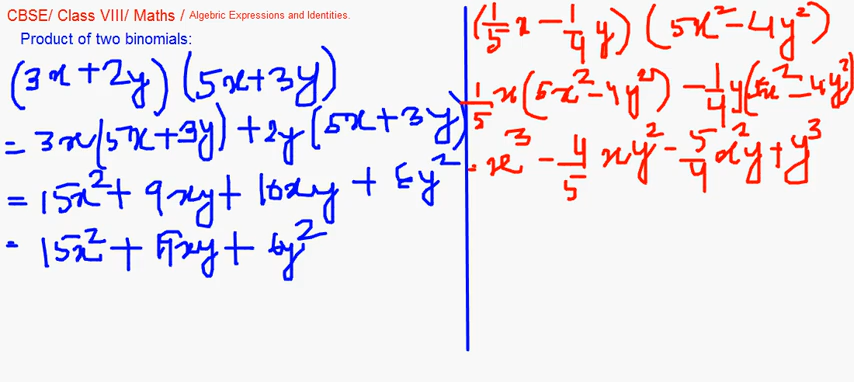 CBSE/ Class VIII/ Maths / Algebric Expressions and Identities.
Product of two binomials:
(3x+2y) (5x+3y)
= 3x(5x+3y) + 2y(5x+3y)
= 15x² + 9xy + 10xy + 6y²
= 15x² + 19xy + 6y²
(1/5 x - 1/4 y) (5x² - 4y²)
1/5 x (5x² - 4y²) - 1/4 y (5x² - 4y²)
= x³ - 4/5 xy² - 5/4 x²y + y³